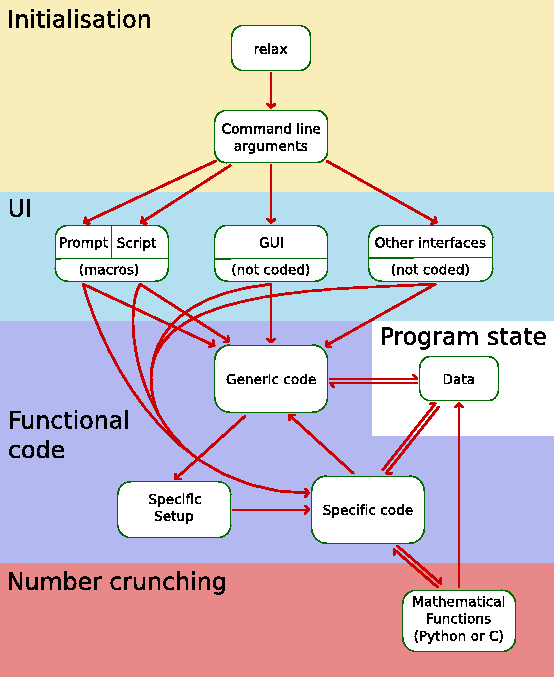 Initialisation
relax
Command line
arguments
UI
Prompt Script
(macros)
GUI
(not coded)
Other interfaces
(not coded)
Program state
Generic code
Data
Functional
code
Specific
Setup
Specific code
Number crunching
Mathematical
Functions
(Python or C)